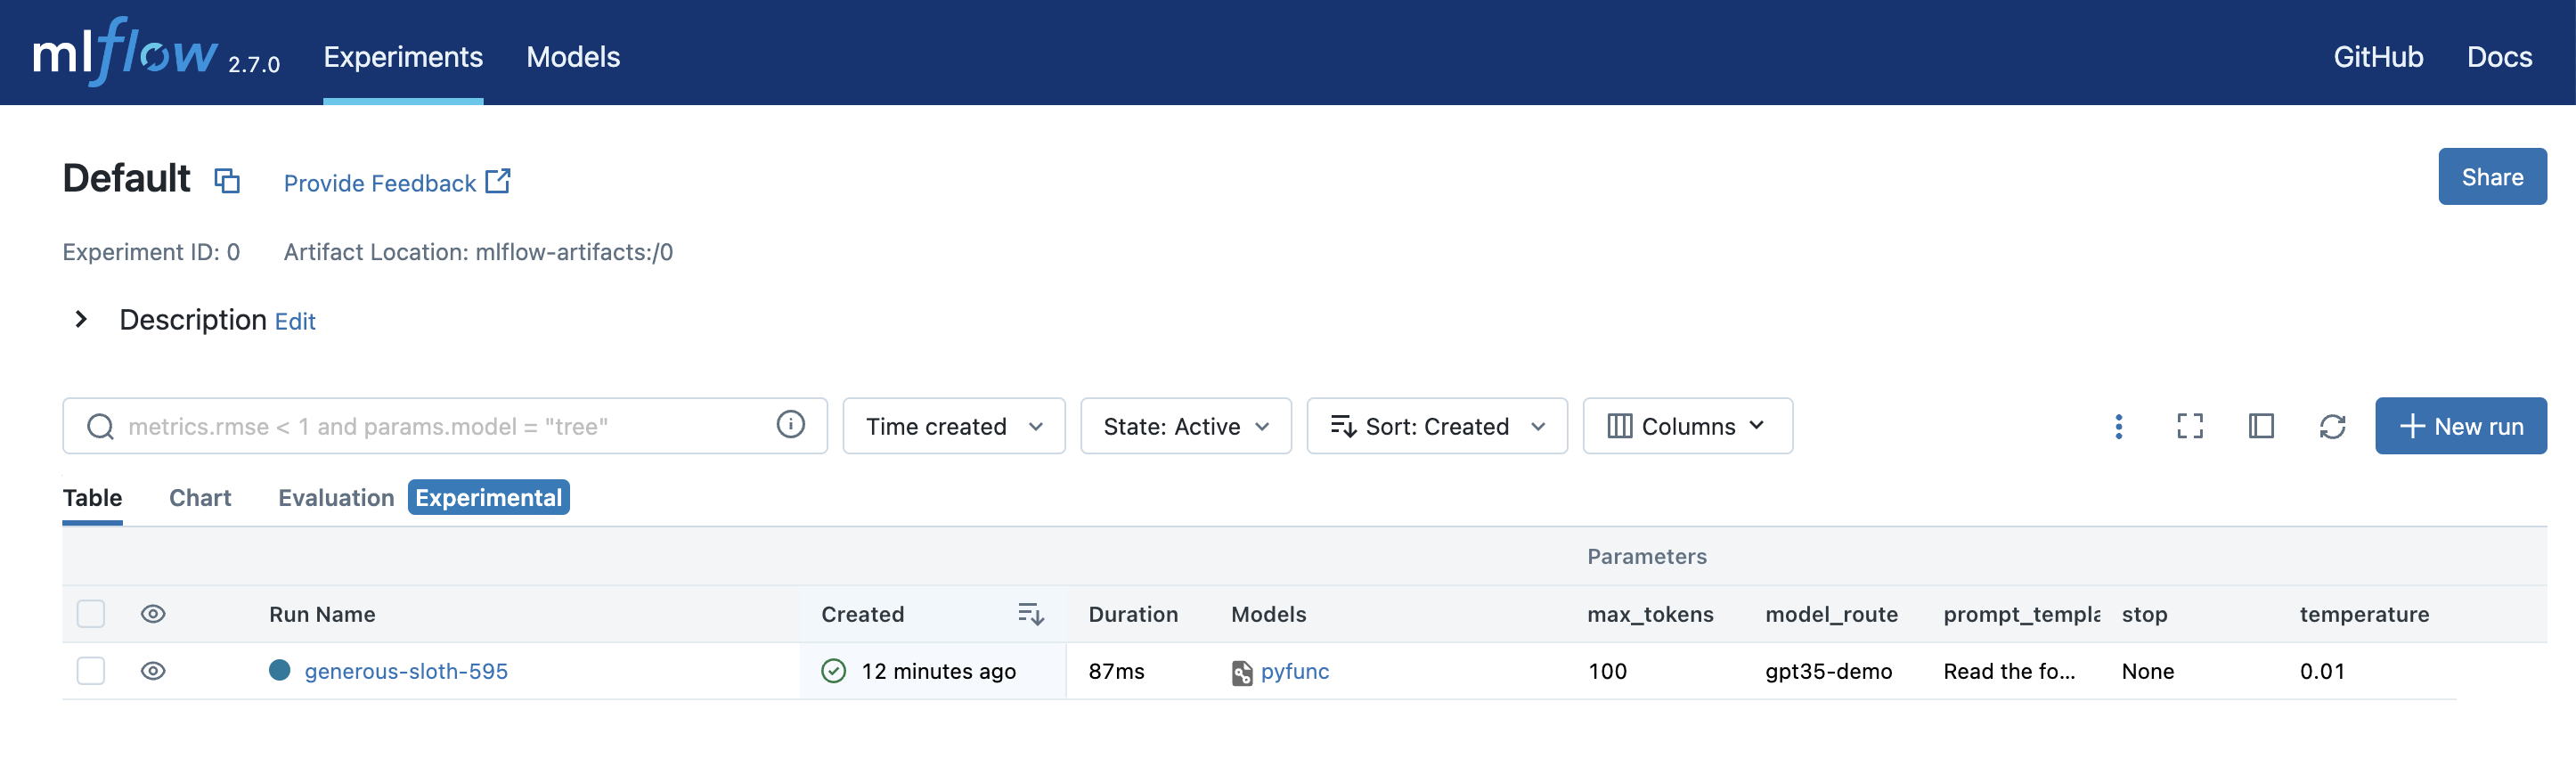 mlflow 2.7.0 Experiments Models GitHub Docs
Default Provide Feedback Share
Experiment ID: 0 Artifact Location: mlflow-artifacts:/0
Description Edit
metrics.rmse < 1 and params.model = "tree" Time created State: Active Sort: Created Columns New run
Table Chart Evaluation Experimental
Parameters
Run Name Created Duration Models max_tokens model_route prompt_templa stop temperature
generous-sloth-595 12 minutes ago 87ms pyfunc 100 gpt35-demo Read the fo... None 0.01